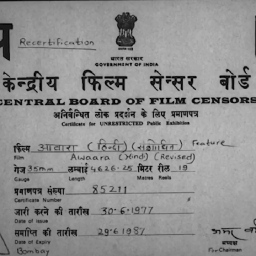 Recertification
भारत सरकार
GOVERNMENT OF INDIA
केन्द्रीय फिल्म सेन्सर बोर्ड
CENTRAL BOARD OF FILM CENSORS
अनिर्बन्धित लोक प्रदर्शन के लिए प्रमाणपत्र
Certificate for UNRESTRICTED Public Exhibition
फिल्म आवारा (हिन्दी) (संशोधित) Feature
Film Awaara (Hindi) (Revised)
गेज 35mm लम्बाई 4626.25 मिटर रील 19
Gauge Length Metres Reels
प्रमाणपत्र संख्या 85211
Certificate Number
जारी करने की तारीख 30-6-1977
Date of Issue
समाप्ति की तारीख 29-6-1987
Date of Expiry
अध्यक्ष
Bombay Chairman